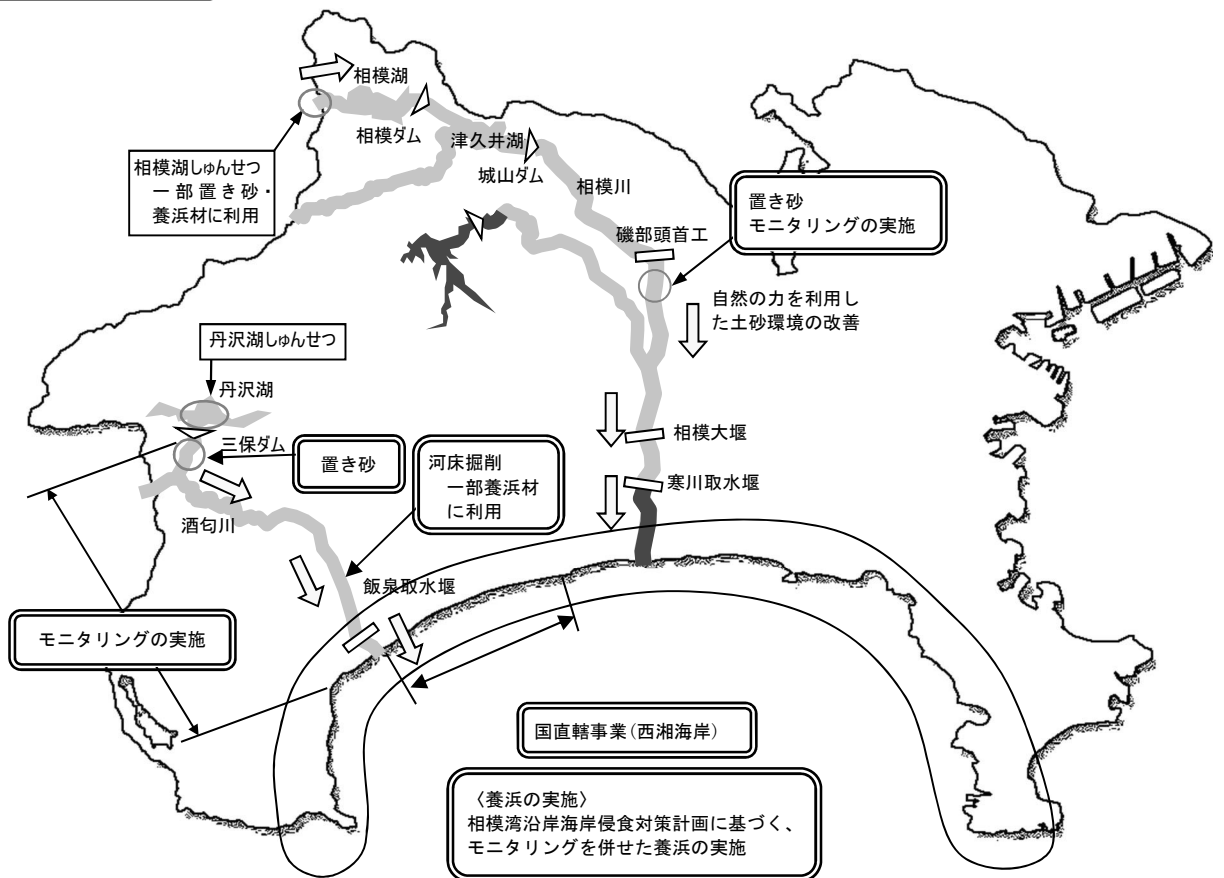 相模湖
相模ダム
津久井湖
城山ダム
相模川
相模湖しゅんせつ
一部置き砂・
養浜材に利用
置き砂
モニタリングの実施
磯部頭首工
自然の力を利用し
た土砂環境の改善
丹沢湖しゅんせつ
丹沢湖
三保ダム
置き砂
河床掘削
一部養浜材
に利用
相模大堰
寒川取水堰
酒匂川
飯泉取水堰
モニタリングの実施
国直轄事業(西湘海岸)
〈養浜の実施〉
相模湾沿岸海岸侵食対策計画に基づく、
モニタリングを併せた養浜の実施